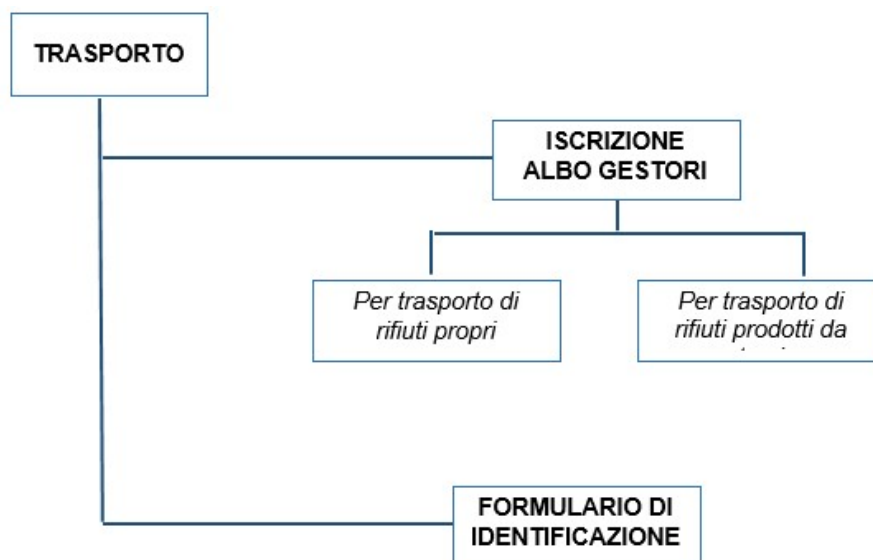 TRASPORTO
ISCRIZIONE
ALBO GESTORI
Per trasporto di
rifiuti propri
Per trasporto di
rifiuti prodotti da
FORMULARIO DI
IDENTIFICAZIONE